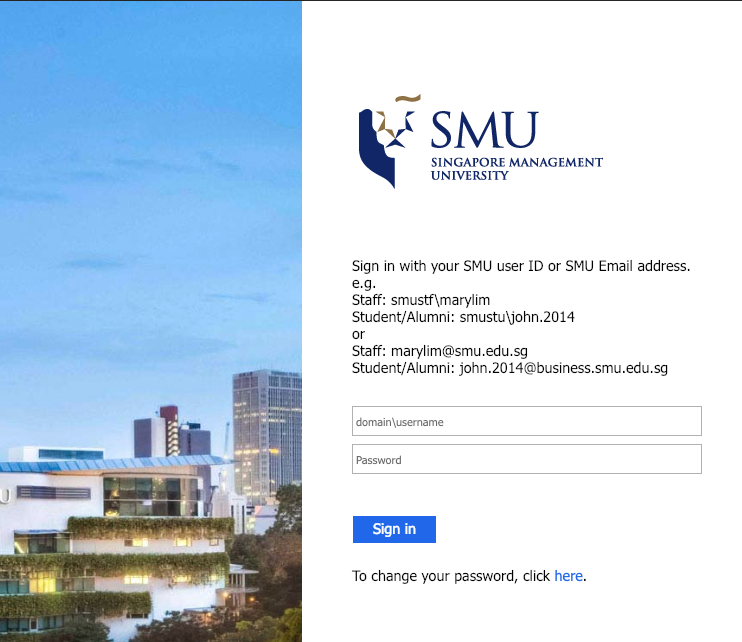 SMU
SINGAPORE MANAGEMENT
UNIVERSITY
Sign in with your SMU user ID or SMU Email address.
e.g.
Staff: smustf\marylim
Student/Alumni: smustu\john.2014
or
Staff: marylim@smu.edu.sg
Student/Alumni: john.2014@business.smu.edu.sg
domain\username
Password
Sign in
To change your password, click here.